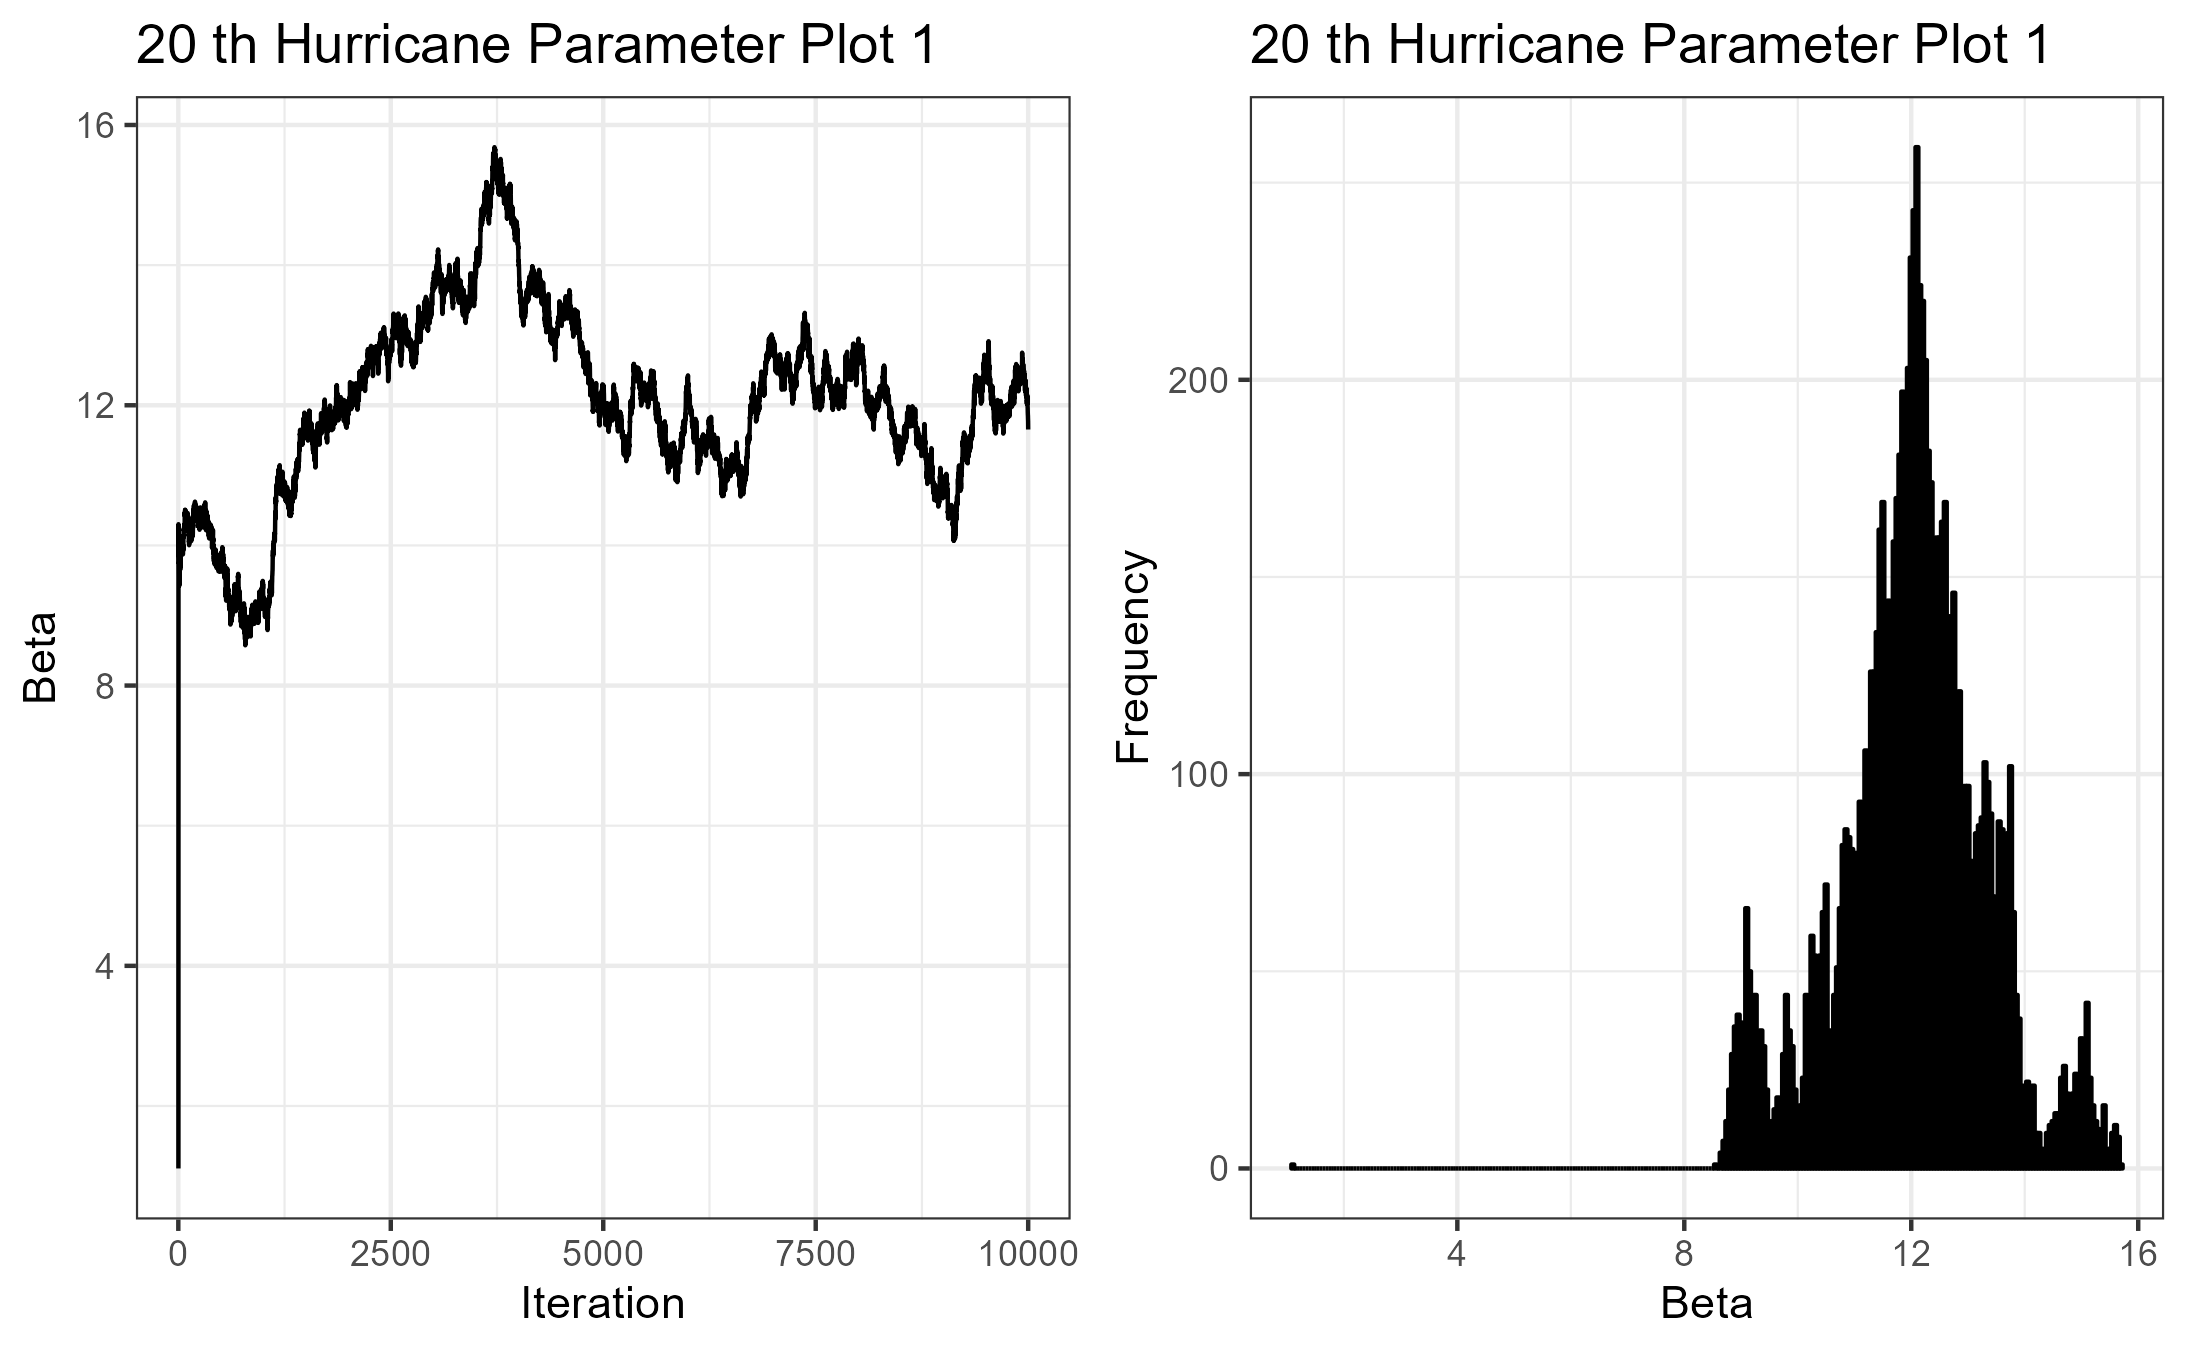 20 th Hurricane Parameter Plot 1
16
12
8
4
Beta
0 2500 5000 7500 10000
Iteration
20 th Hurricane Parameter Plot 1
200
100
0
Frequency
4 8 12 16
Beta